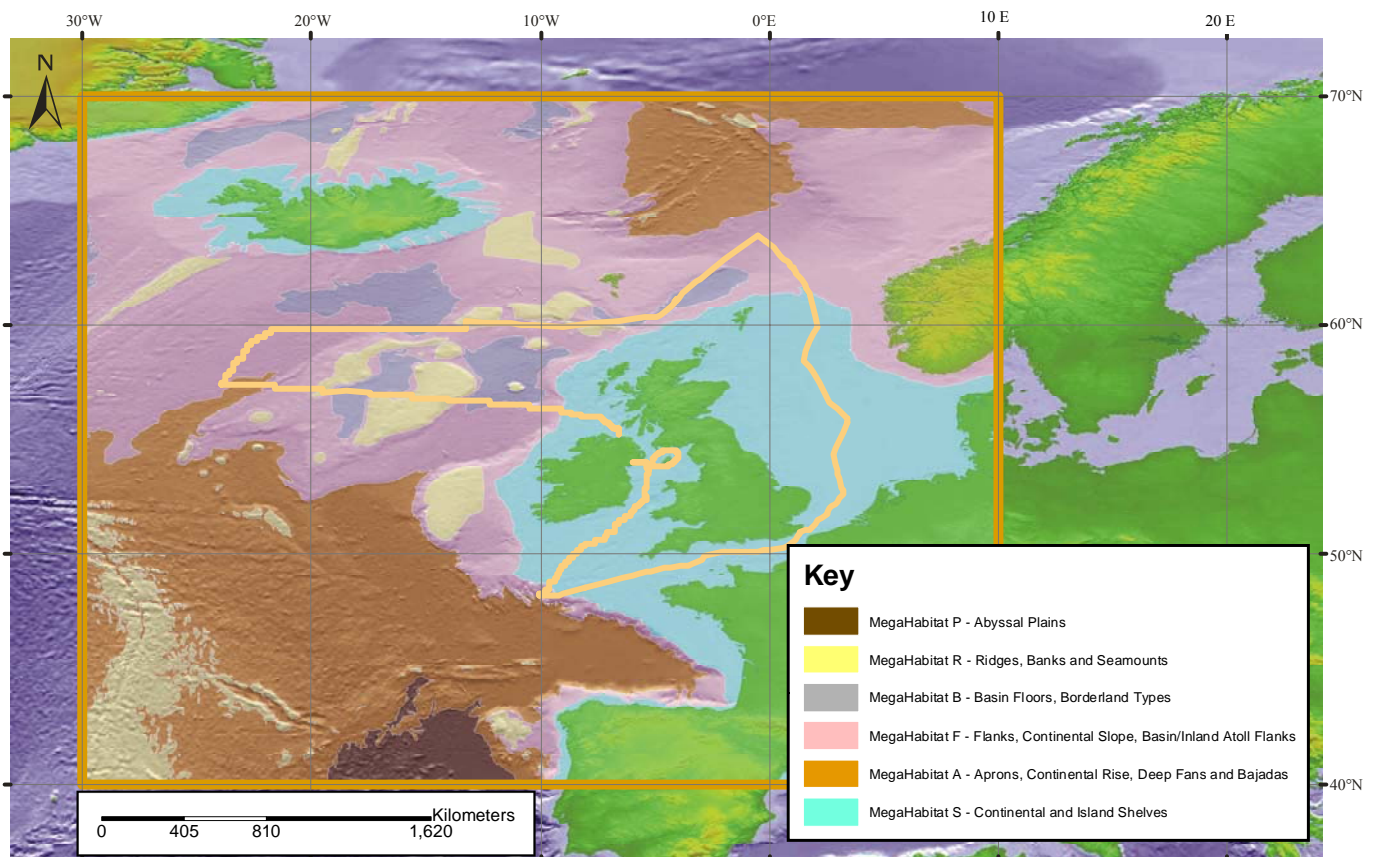 30°W 20°W 10°W 0°E 10 E 20 E
N
70°N
60°N
50°N
40°N
Key
MegaHabitat P - Abyssal Plains
MegaHabitat R - Ridges, Banks and Seamounts
MegaHabitat B - Basin Floors, Borderland Types
MegaHabitat F - Flanks, Continental Slope, Basin/Inland Atoll Flanks
MegaHabitat A - Aprons, Continental Rise, Deep Fans and Bajadas
MegaHabitat S - Continental and Island Shelves
Kilometers
0 405 810 1,620